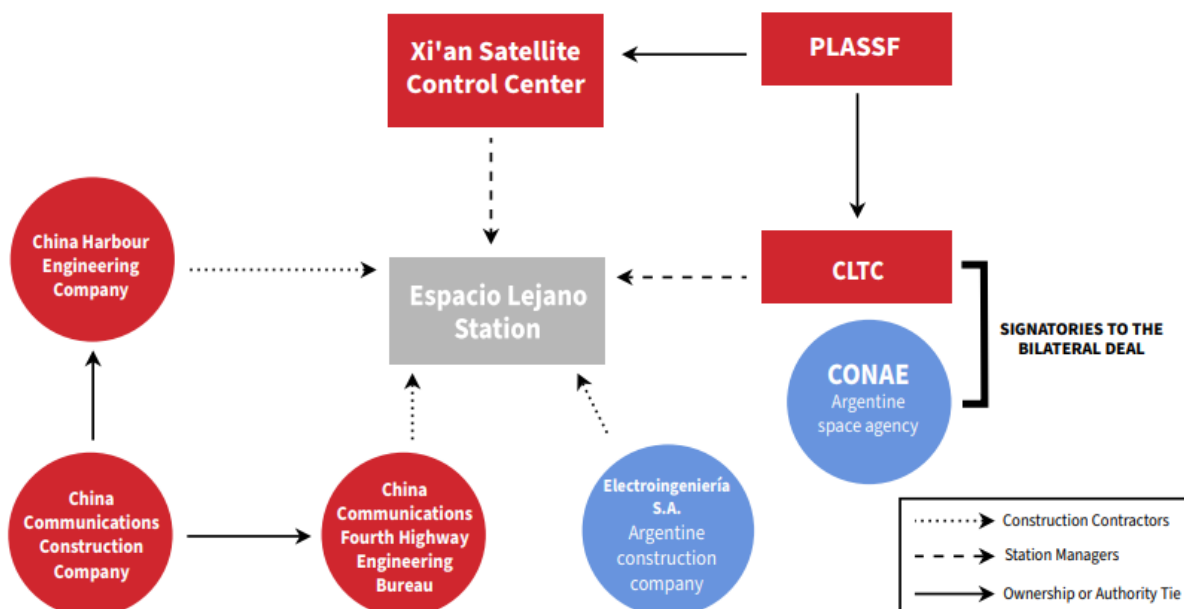 Xi'an Satellite
Control Center
PLASSF
China Harbour
Engineering
Company
Espacio Lejano
Station
CLTC
SIGNATORIES TO THE
BILATERAL DEAL
CONAE
Argentine
space agency
China
Communications
Construction
Company
China
Communications
Fourth Highway
Engineering
Bureau
Electroingeniería
S.A.
Argentine
construction
company
Construction Contractors
Station Managers
Ownership or Authority Tie